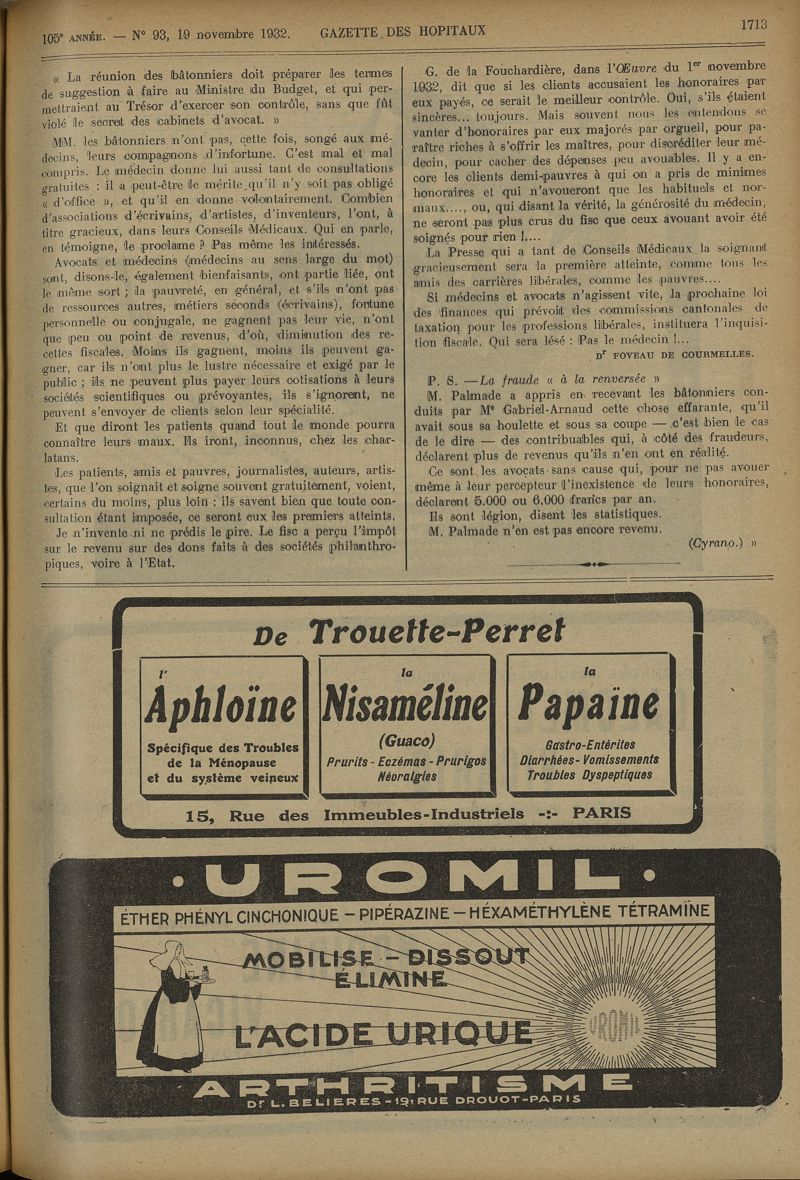 105e ANNÉE. — N° 93, 19 novembre 1932. GAZETTE DES HOPITAUX 1713
« La réunion des bâtonniers doit préparer les termes
de suggestion à faire au Ministre du Budget, et qui per-
mettraient au Trésor d'exercer son contrôle, sans que fût
violé le secret des cabinets d'avocat. »
MM. les bâtonniers n'ont pas, cette fois, songé aux mé-
decins, leurs compagnons d'infortune. C'est mal et mal
compris. Le médecin donne lui aussi tant de consultations
gratuites : il a peut-être le mérite qu'il n'y soit pas obligé
« d'office », et qu'il en donne volontairement. Combien
d'associations d'écrivains, d'artistes, d'inventeurs, l'ont, à
titre gracieux, dans leurs Conseils Médicaux. Qui en parle,
en témoigne, le proclame ? Pas même les intéressés.
Avocats et médecins (médecins au sens large du mot)
sont, disons-le, également bienfaisants, ont partie liée, ont
le même sort ; la pauvreté, en général, et s'ils n'ont pas
de ressources autres, métiers seconds (écrivains), fortune
personnelle ou conjugale, ne gagnent pas leur vie, n'ont
que peu ou point de revenus, d'où, diminution des re-
cettes fiscales. Moins ils gagnent, moins ils peuvent ga-
gner, car ils n'ont plus le lustre nécessaire et exigé par le
public ; ils ne peuvent plus payer leurs cotisations à leurs
sociétés scientifiques ou prévoyantes, ils s'ignorent, ne
peuvent s'envoyer de clients selon leur spécialité.
Et que diront les patients quand tout le monde pourra
connaître leurs maux. Ils iront, inconnus, chez les char-
latans.
Les patients, amis et pauvres, journalistes, auteurs, artis-
tes, que l'on soignait et soigne souvent gratuitement, voient,
certains du moins, plus loin : ils savent bien que toute con-
sultation étant imposée, ce seront eux les premiers atteints.
Je n'invente ni ne prédis le pire. Le fisc a perçu l'impôt
sur le revenu sur des dons faits à des sociétés philanthro-
piques, voire à l'Etat.
G. de la Fouchardière, dans l'Œuvre du 1er novembre
1932, dit que si les clients accusaient les honoraires par
eux payés, ce serait le meilleur contrôle. Oui, s'ils étaient
sincères... toujours. Mais souvent nous les entendons se
vanter d'honoraires par eux majorés par orgueil, pour pa-
raître riches à s'offrir les maîtres, pour discréditer leur mé-
decin, pour cacher des dépenses peu avouables. Il y a en-
core les clients demi-pauvres à qui on a pris de minimes
honoraires et qui n'avoueront que les habituels et nor-
maux...., ou, qui disant la vérité, la générosité du médecin,
ne seront pas plus crus du fisc que ceux avouant avoir été
soignés pour rien !....
La Presse qui a tant de Conseils Médicaux la soignant
gracieusement sera la première atteinte, comme tous les
amis des carrières libérales, comme les pauvres....
Si médecins et avocats n'agissent vite, la prochaine loi
des finances qui prévoit des commissions cantonales de
taxation pour les professions libérales, instituera l'inquisi-
tion fiscale. Qui sera lésé : Pas le médecin !...
Dr FOVEAU DE COURMELLES.
P. S. — La fraude « à la renversée »
M. Palmade a appris en recevant les bâtonniers con-
duits par Me Gabriel-Arnaud cette chose effarante, qu'il
avait sous sa houlette et sous sa coupe — c'est bien le cas
de le dire — des contribuables qui, à côté des fraudeurs,
déclarent plus de revenus qu'ils n'en ont en réalité.
Ce sont les avocats sans cause qui, pour ne pas avouer
même à leur percepteur l'inexistence de leurs honoraires,
déclarent 5.000 ou 6.000 francs par an.
Ils sont légion, disent les statistiques.
M. Palmade n'en est pas encore revenu.
(Cyrano.) »
De Trouette-Perret
l'
Aphloïne
Spécifique des Troubles
de la Ménopause
et du système veineux
la
Nisaméline
(Guaco)
Prurits - Eczémas - Prurigos
Névralgies
la
Papaïne
Gastro-Entérites
Diarrhées - Vomissements
Troubles Dyspeptiques
15, Rue des Immeubles-Industriels -:- PARIS
· UROMIL ·
ÉTHER PHÉNYL CINCHONIQUE — PIPÉRAZINE — HÉXAMÉTHYLÈNE TÉTRAMÏNE
MOBILISE - DISSOUT
ÉLIMINE
L'ACIDE URIQUE
UROMIL
ARTHRITISME
Dr L. BELIERES - 19, RUE DROUOT - PARIS